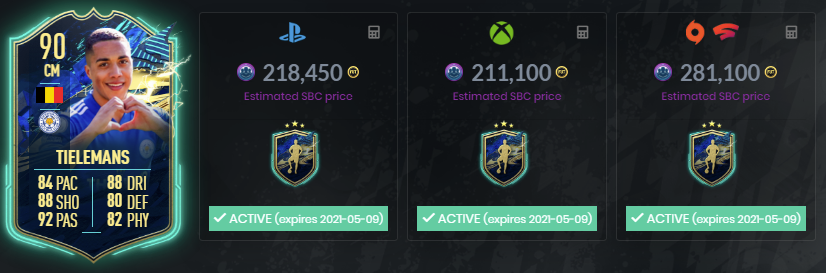 90
CM
TIELEMANS
84 PAC 88 DRI
88 SHO 80 DEF
92 PAS 82 PHY
218,450
Estimated SBC price
ACTIVE (expires 2021-05-09)
211,100
Estimated SBC price
ACTIVE (expires 2021-05-09)
281,100
Estimated SBC price
ACTIVE (expires 2021-05-09)